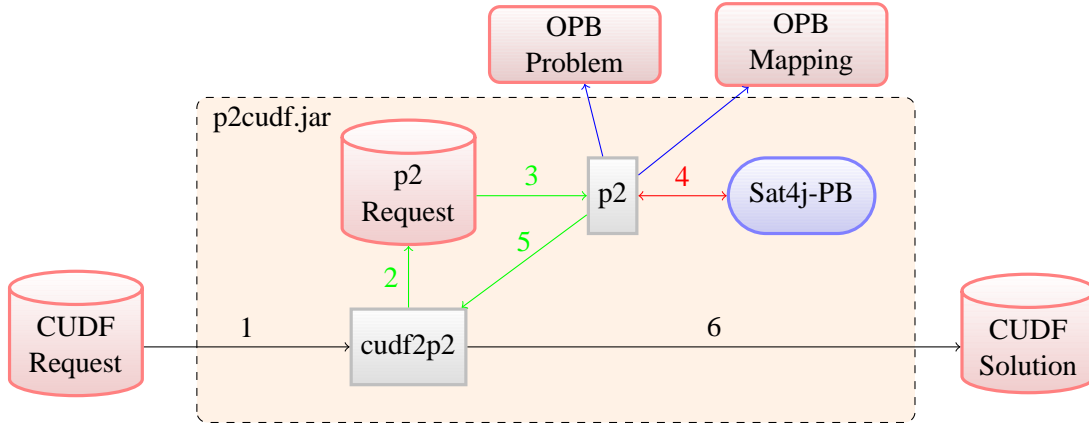 OPB
Problem
OPB
Mapping
p2cudf.jar
p2
Request
3
p2
4
Sat4j-PB
5
2
CUDF
Request
1
cudf2p2
6
CUDF
Solution